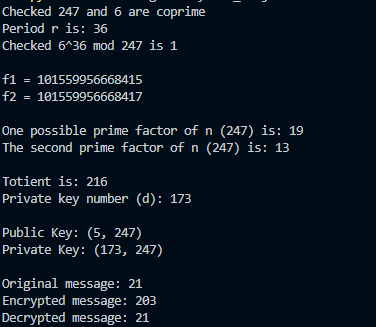 Checked 247 and 6 are coprime
Period r is: 36
Checked 6^36 mod 247 is 1
f1 = 101559956668415
f2 = 101559956668417
One possible prime factor of n (247) is: 19
The second prime factor of n (247) is: 13
Totient is: 216
Private key number (d): 173
Public Key: (5, 247)
Private Key: (173, 247)
Original message: 21
Encrypted message: 203
Decrypted message: 21